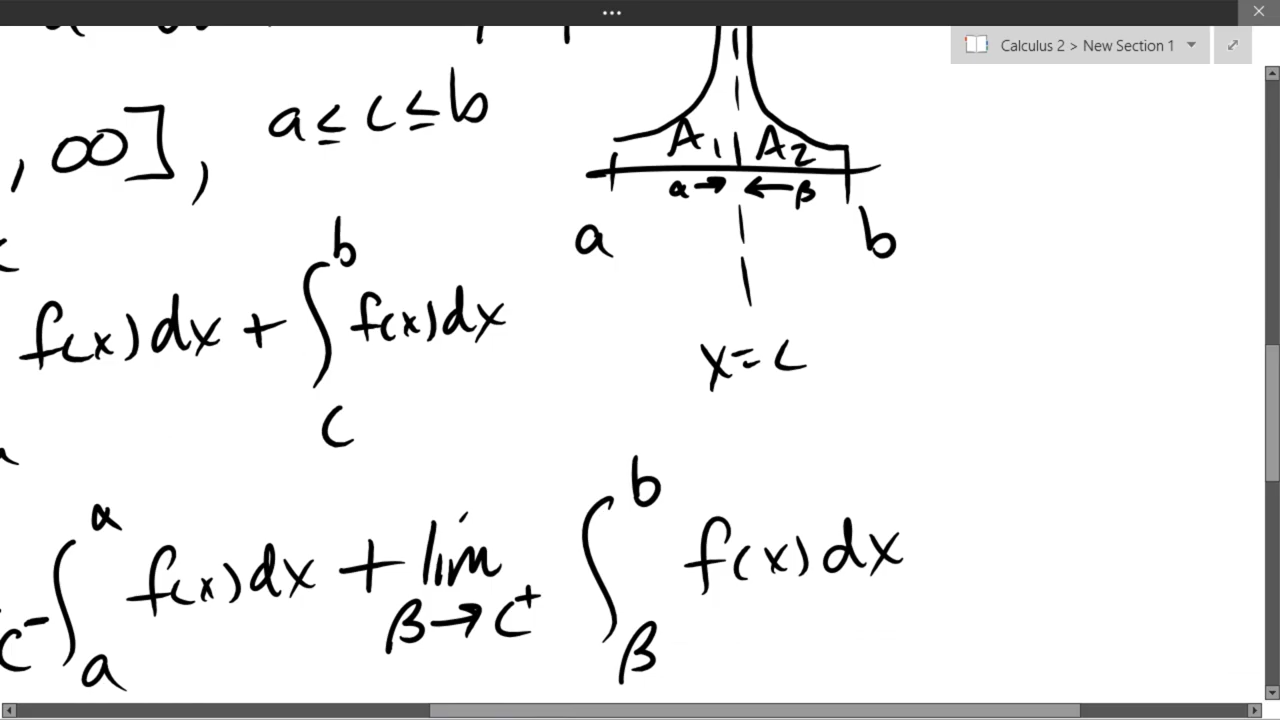 Calculus 2 > New Section 1
, ∞], a ≤ c ≤ b
A₁ A₂
α → ← β
a b
f(x)dx + ∫_c^b f(x)dx
x = c
c⁻ ∫_a^α f(x)dx + lim_{β→c⁺} ∫_β^b f(x)dx